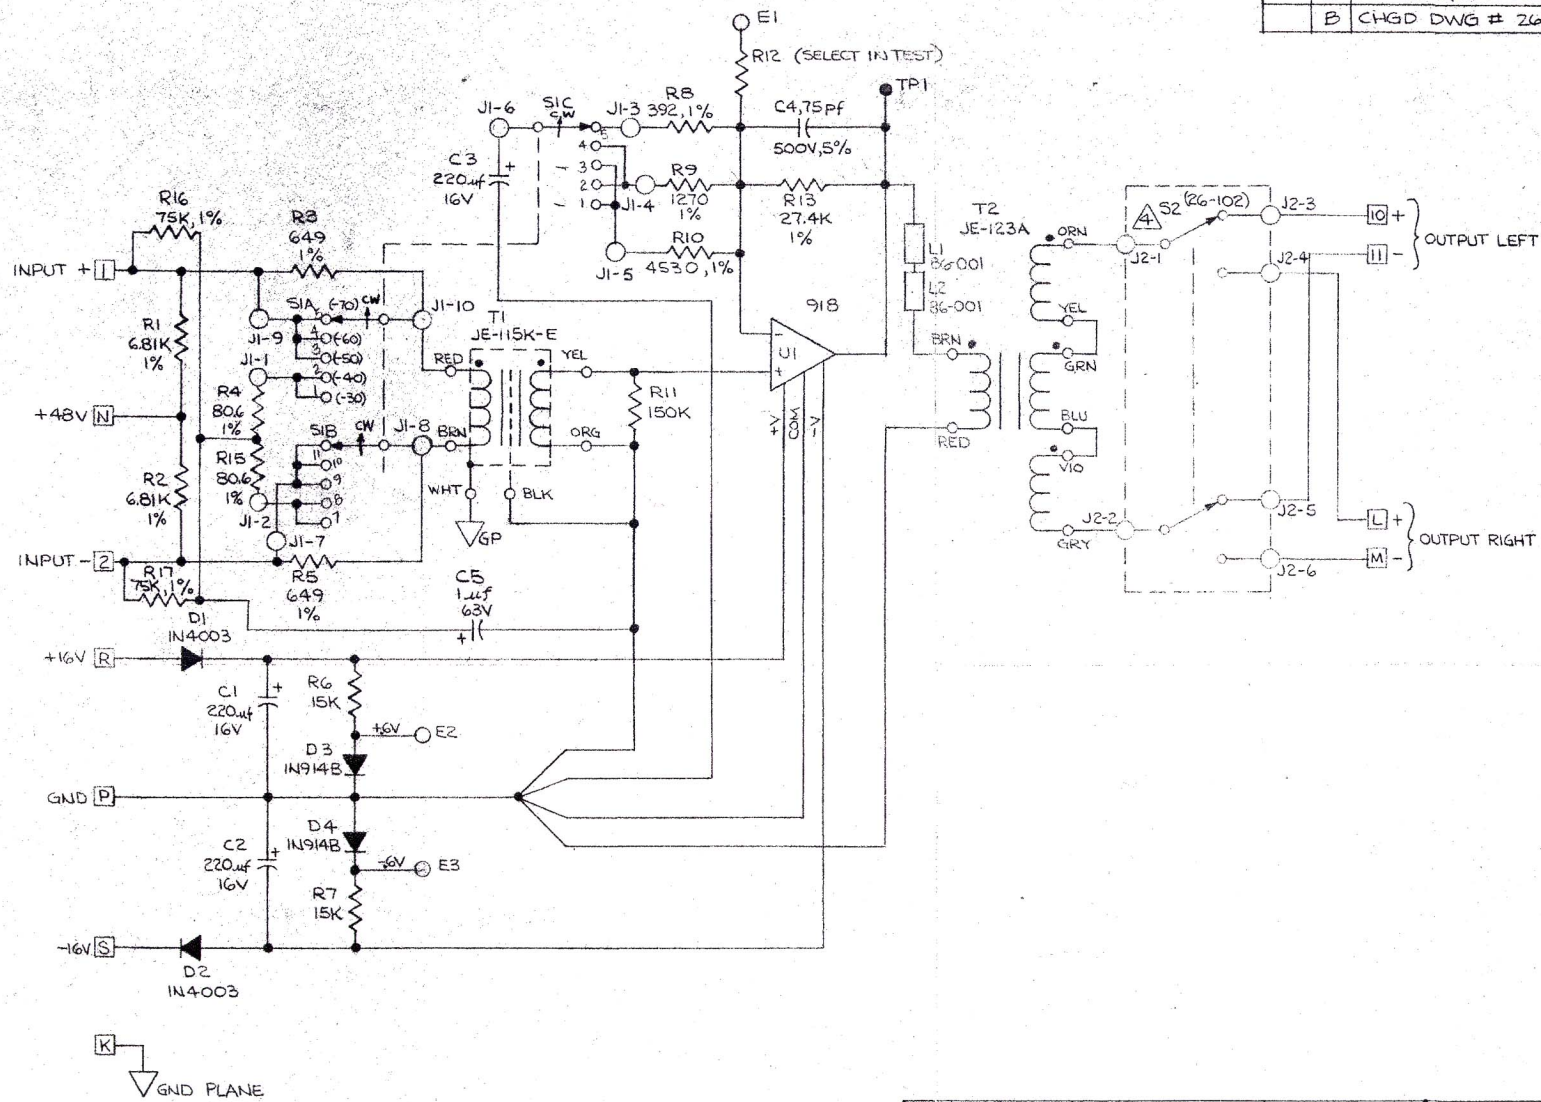 B CHGD DWG # 26
E1
R12 (SELECT IN TEST)
TP1
J1-6
S1C
CW
J1-3
R8
392, 1%
C4, 75pf
500V, 5%
C3
220uf
16V
+
5
4
3
2
1
J1-4
R9
1270
1%
R13
27.4K
1%
R10
4530, 1%
J1-5
R16
75K, 1%
R3
649
1%
INPUT + 1
S1A
(-70)
CW
J1-10
5
4 (-60)
3 (-50)
2 (-40)
1 (-30)
J1-9
J1-1
R1
6.81K
1%
T1
JE-115K-E
RED
YEL
R4
80.6
1%
+48V N
R11
150K
S1B
CW
J1-8
BRN
ORG
R15
80.6
1%
11
10
9
8
7
R2
6.81K
1%
J1-2
J1-7
WHT
BLK
GP
INPUT - 2
R17
75K, 1%
R5
649
1%
C5
1uf
63V
+
918
U1
-
+
+V
COM
-V
L1
86-001
L2
86-001
T2
JE-123A
BRN
RED
ORN
YEL
GRN
BLU
VIO
GRY
4
S2 (26-102)
J2-1
J2-2
J2-3
J2-4
J2-5
J2-6
10 +
11 -
OUTPUT LEFT
L +
M -
OUTPUT RIGHT
D1
1N4003
+16V R
C1
220uf
16V
+
R6
15K
+.6V
E2
D3
1N914B
GND P
D4
1N914B
C2
220uf
16V
+
-.6V
E3
R7
15K
-16V S
D2
1N4003
K
GND PLANE